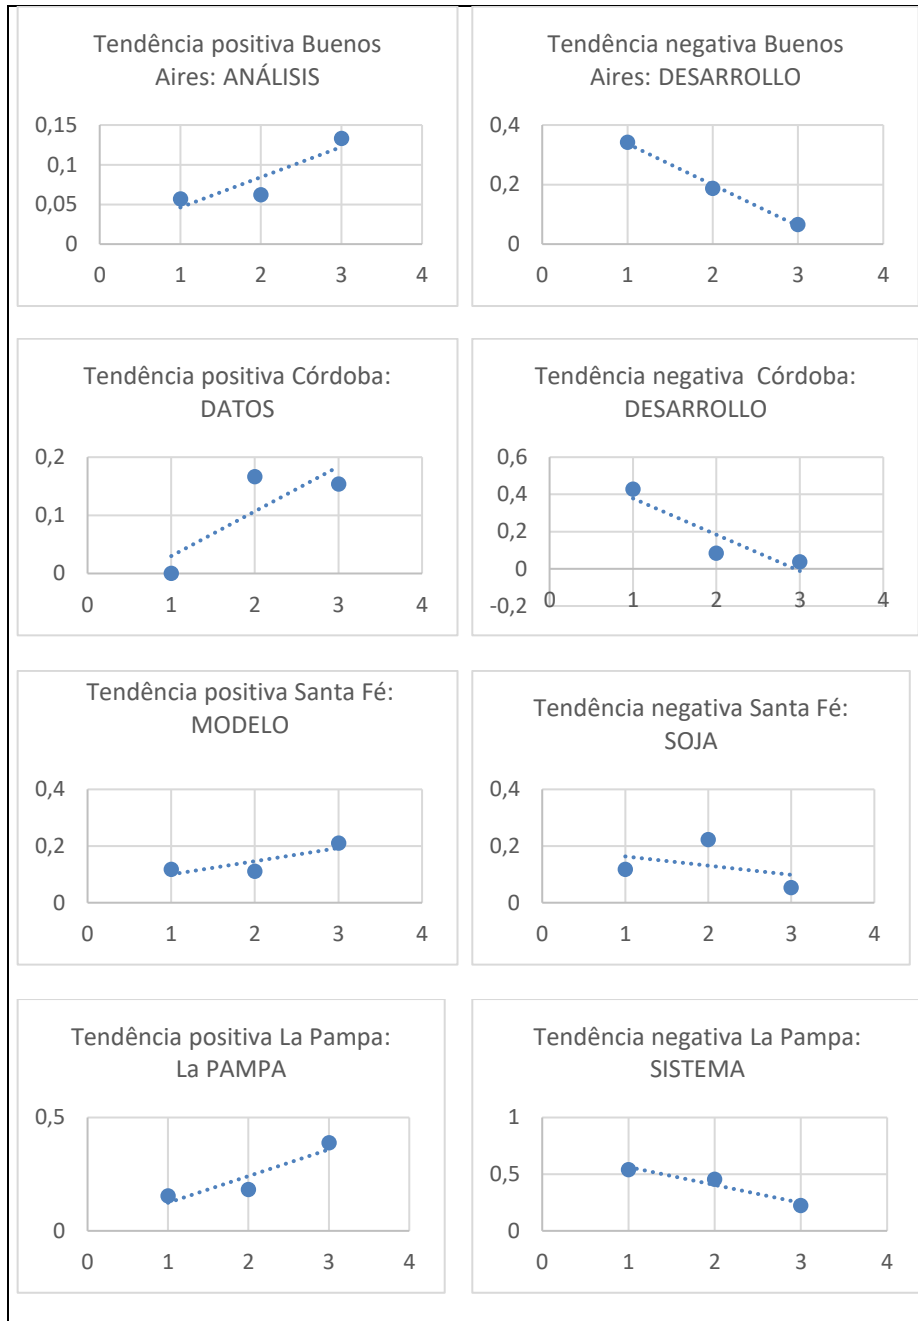 Tendência positiva Buenos
Aires: ANÁLISIS
0,15
0,1
0,05
0
0 1 2 3 4
Tendência negativa Buenos
Aires: DESARROLLO
0,4
0,2
0
0 1 2 3 4
Tendência positiva Córdoba:
DATOS
0,2
0,1
0
0 1 2 3 4
Tendência negativa Córdoba:
DESARROLLO
0,6
0,4
0,2
0
-0,2
0 1 2 3 4
Tendência positiva Santa Fé:
MODELO
0,4
0,2
0
0 1 2 3 4
Tendência negativa Santa Fé:
SOJA
0,4
0,2
0
0 1 2 3 4
Tendência positiva La Pampa:
La PAMPA
0,5
0
0 1 2 3 4
Tendência negativa La Pampa:
SISTEMA
1
0,5
0
0 1 2 3 4